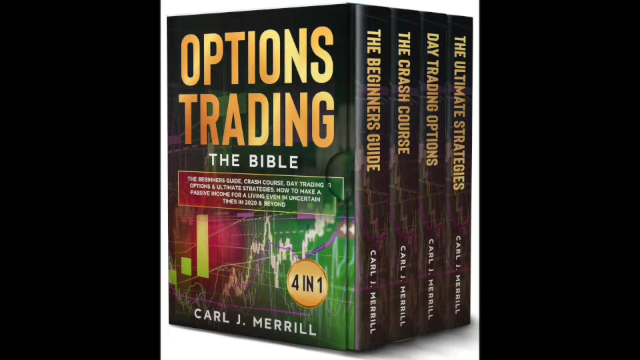 OPTIONS
TRADING
THE BIBLE
THE BEGINNERS GUIDE, CRASH COURSE, DAY TRADING
OPTIONS & ULTIMATE STRATEGIES. HOW TO MAKE A
PASSIVE INCOME FOR A LIVING EVEN IN UNCERTAIN
TIMES IN 2020 & BEYOND
4 IN 1
CARL J. MERRILL
THE BEGINNERS GUIDE
CARL J. MERRILL
THE CRASH COURSE
CARL J. MERRILL
DAY TRADING OPTIONS
CARL J. MERRILL
THE ULTIMATE STRATEGIES
CARL J. MERRILL